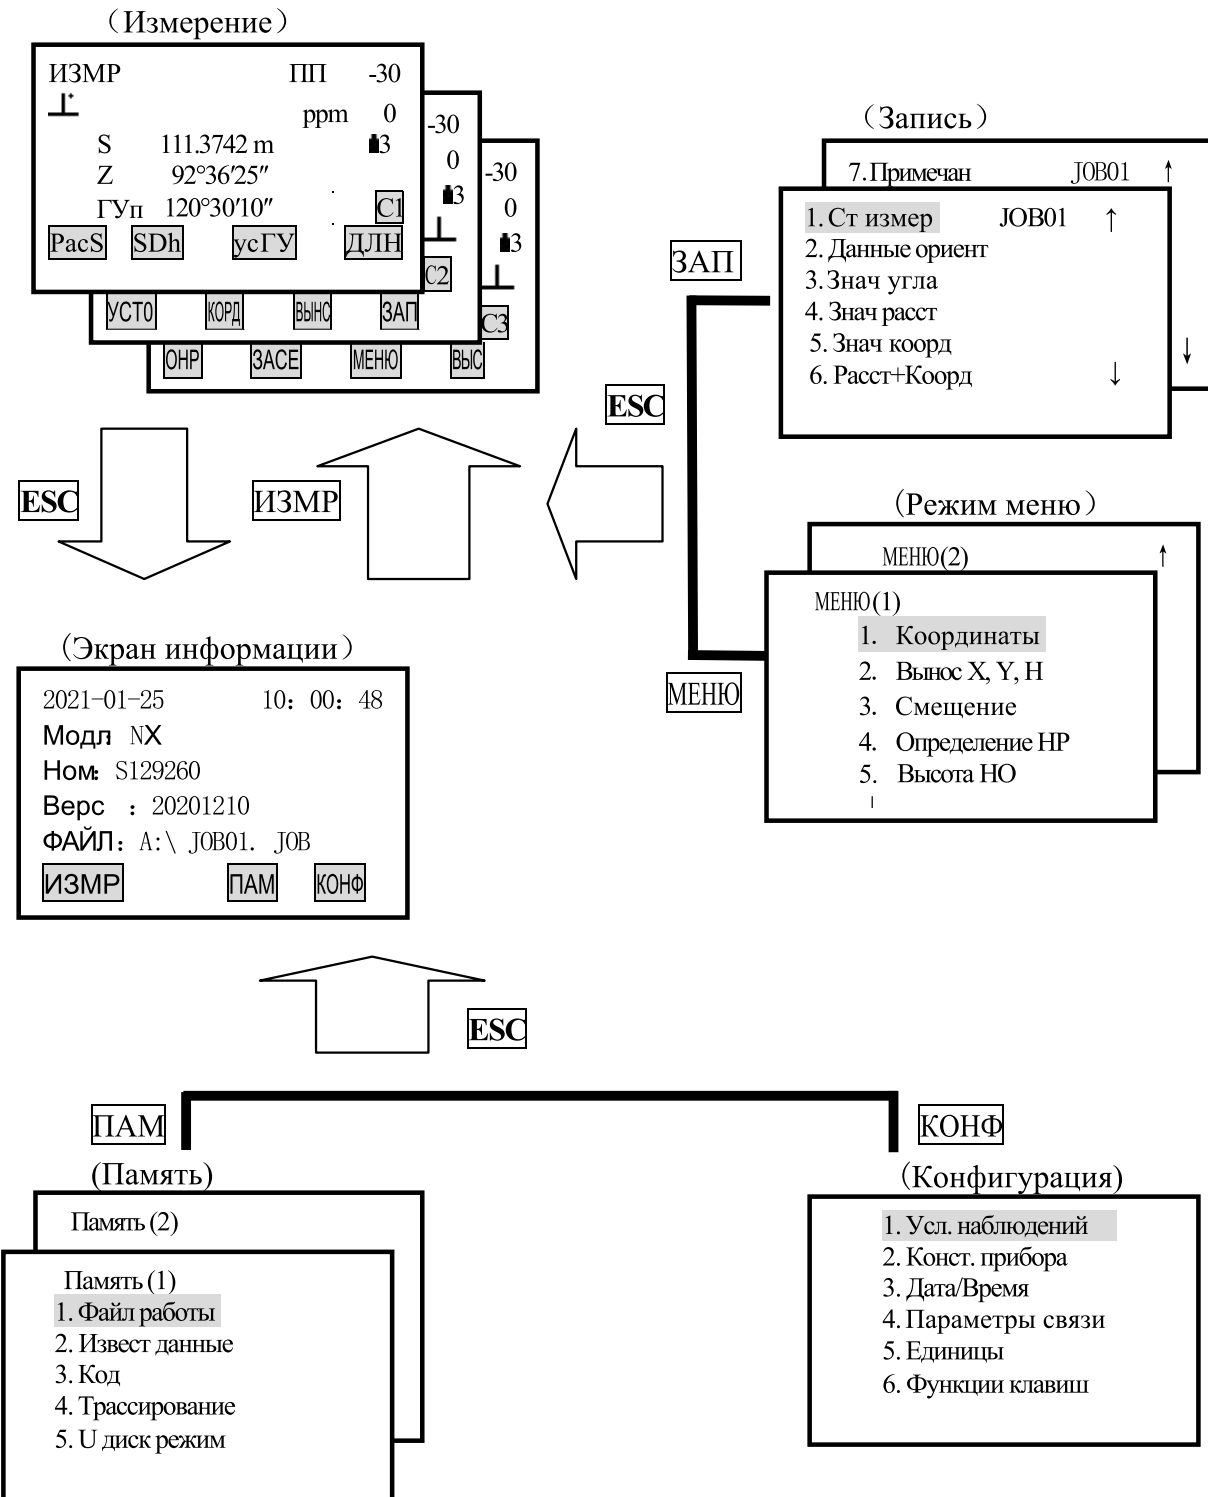 （Измерение）
ИЗМР ПП -30
ppm 0
S 111.3742 m 3
Z 92°36′25″
ГУп 120°30′10″ С1
РасS SDh усГУ ДЛН
-30
0
3
С2
УСТ0 КОРД ВЫНС ЗАП
-30
0
3
С3
ОНР ЗАСЕ МЕНЮ ВЫС
（Запись）
7. Примечан JOB01 ↑
1. Ст измер JOB01 ↑
2. Данные ориент
3. Знач угла
4. Знач расст
5. Знач коорд ↓
6. Расст+Коорд ↓
ЗАП
ESC
ESC
ИЗМР
（Режим меню）
МЕНЮ(2) ↑
МЕНЮ(1)
1. Координаты
2. Вынос X, Y, H
3. Смещение
4. Определение НР
5. Высота НО
МЕНЮ
（Экран информации）
2021-01-25 10: 00: 48
Модл: NX
Ном: S129260
Верс : 20201210
ФАЙЛ: A:\ JOB01. JOB
ИЗМР ПАМ КОНФ
ESC
ПАМ
КОНФ
(Память)
Память (2)
Память (1)
1. Файл работы
2. Извест данные
3. Код
4. Трассирование
5. U диск режим
（Конфигурация)
1. Усл. наблюдений
2. Конст. прибора
3. Дата/Время
4. Параметры связи
5. Единицы
6. Функции клавиш